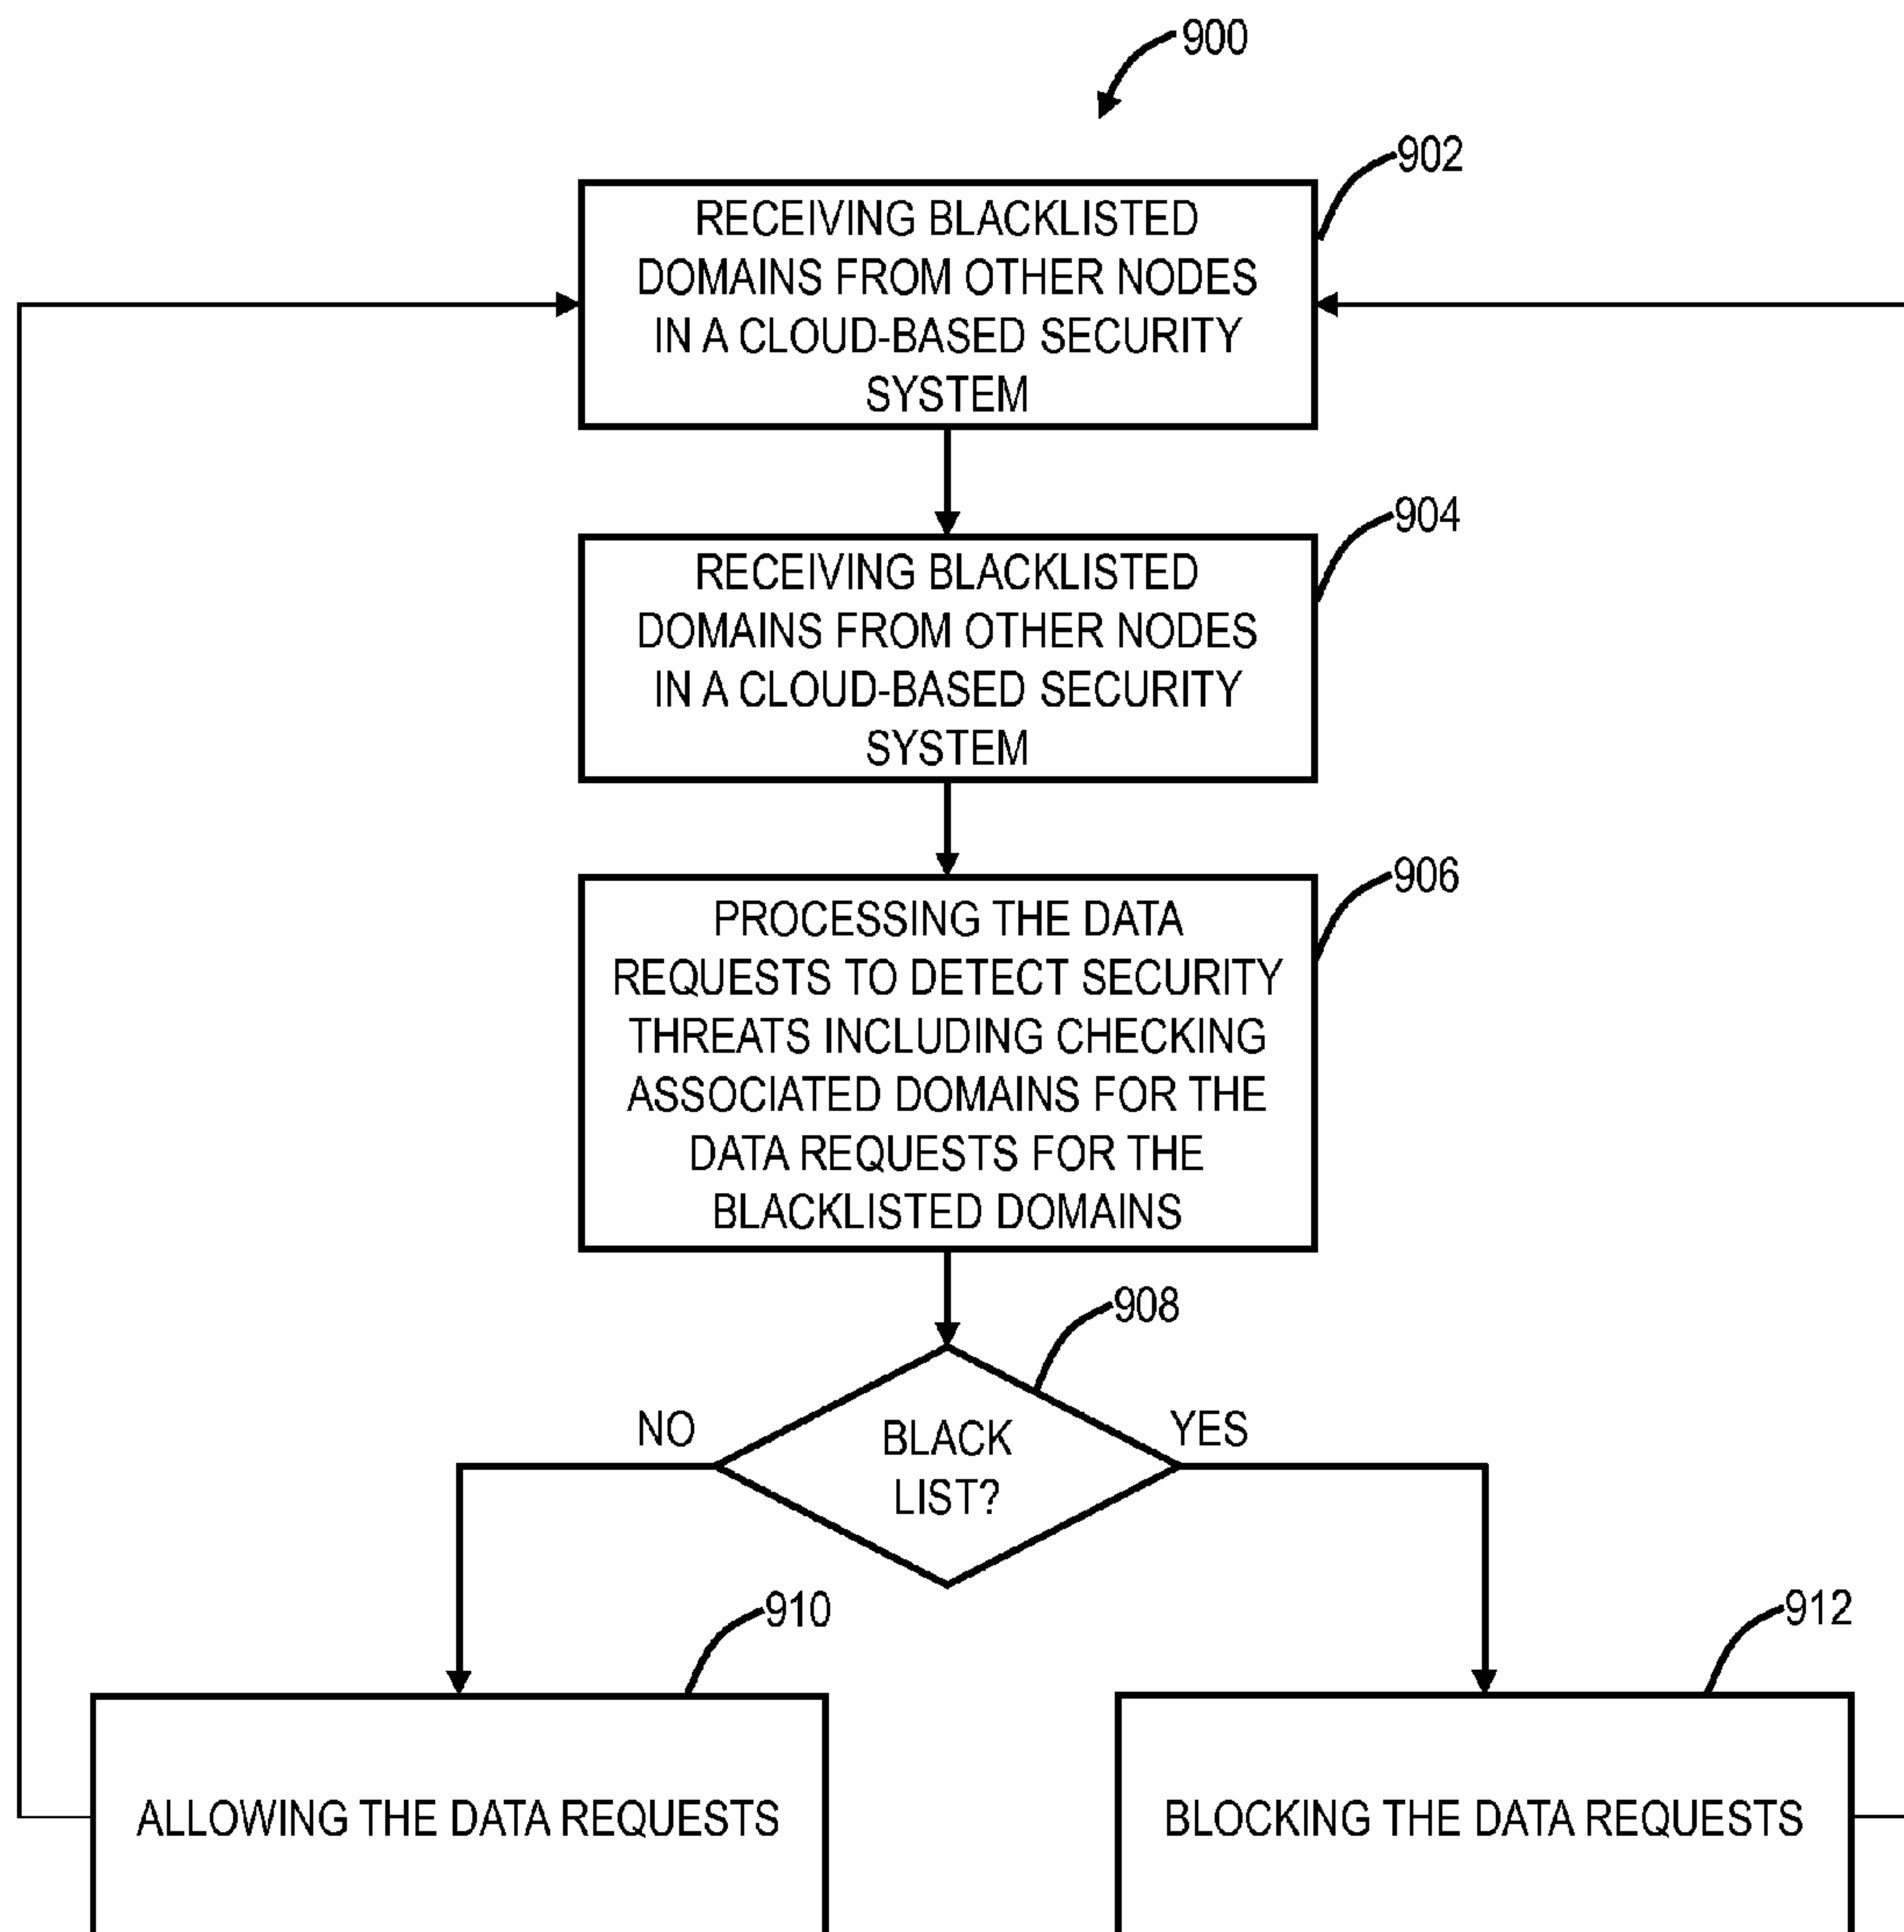 900
902
RECEIVING BLACKLISTED
DOMAINS FROM OTHER NODES
IN A CLOUD-BASED SECURITY
SYSTEM
904
RECEIVING BLACKLISTED
DOMAINS FROM OTHER NODES
IN A CLOUD-BASED SECURITY
SYSTEM
906
PROCESSING THE DATA
REQUESTS TO DETECT SECURITY
THREATS INCLUDING CHECKING
ASSOCIATED DOMAINS FOR THE
DATA REQUESTS FOR THE
BLACKLISTED DOMAINS
908
NO
BLACK
LIST?
YES
910
ALLOWING THE DATA REQUESTS
912
BLOCKING THE DATA REQUESTS